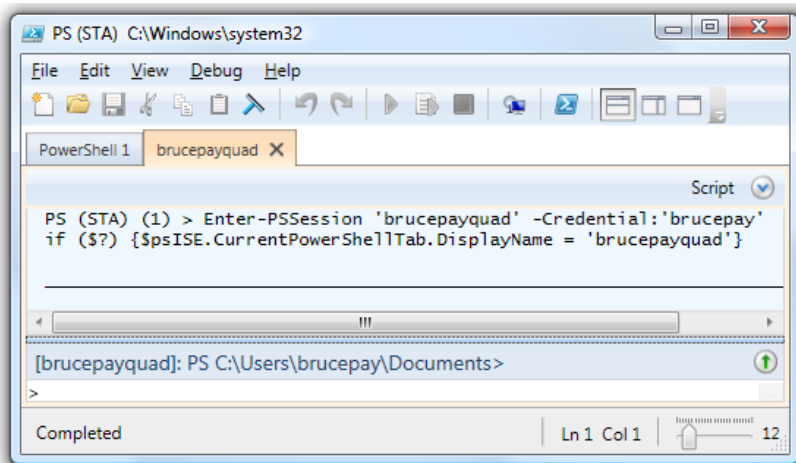 PS (STA) C:\Windows\system32
File Edit View Debug Help
PowerShell 1 brucepayquad
Script
PS (STA) (1) > Enter-PSSession 'brucepayquad' -Credential:'brucepay'
if ($?) {$psISE.CurrentPowerShellTab.DisplayName = 'brucepayquad'}
[brucepayquad]: PS C:\Users\brucepay\Documents>
>
Completed Ln 1 Col 1 12